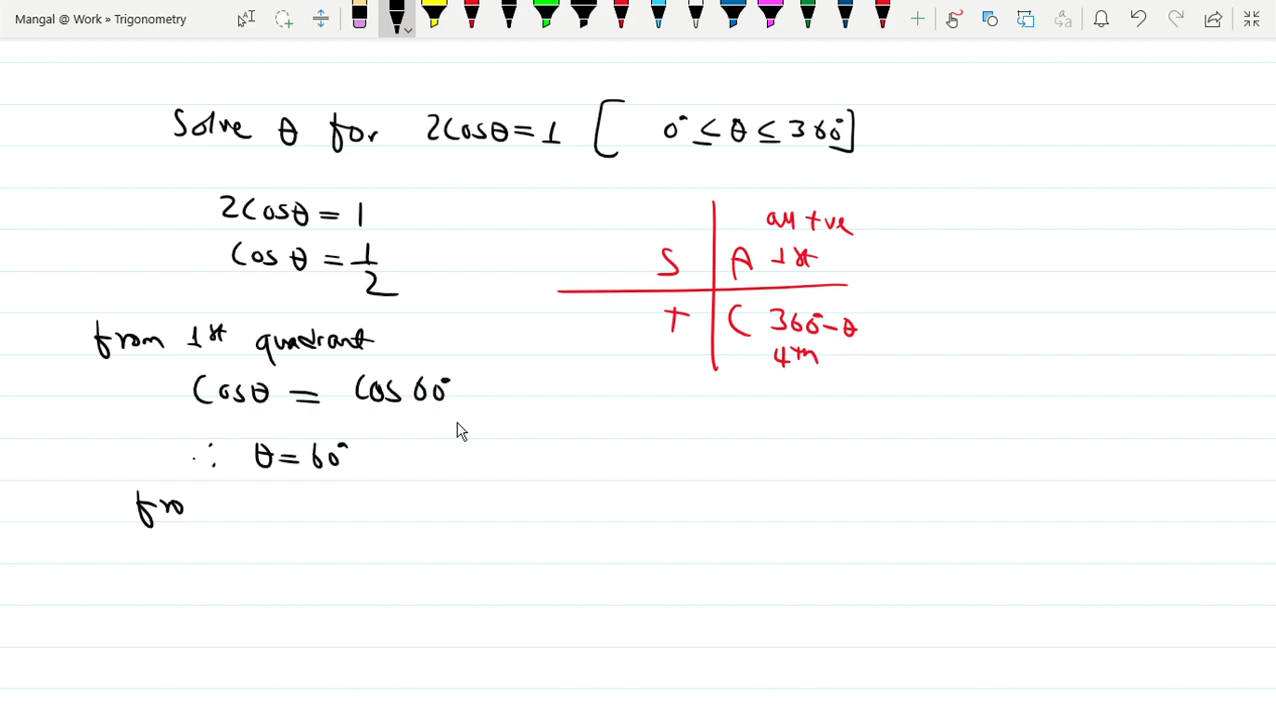 Mangal @ Work » Trigonometry
Solve θ for 2Cosθ = 1 [ 0° ≤ θ ≤ 360° ]
2Cosθ = 1
Cos θ = 1/2
from 1st quadrant
Cosθ = Cos 60°
∴ θ = 60°
fro
all +ve
S A 1st
T C 360°-θ
4th